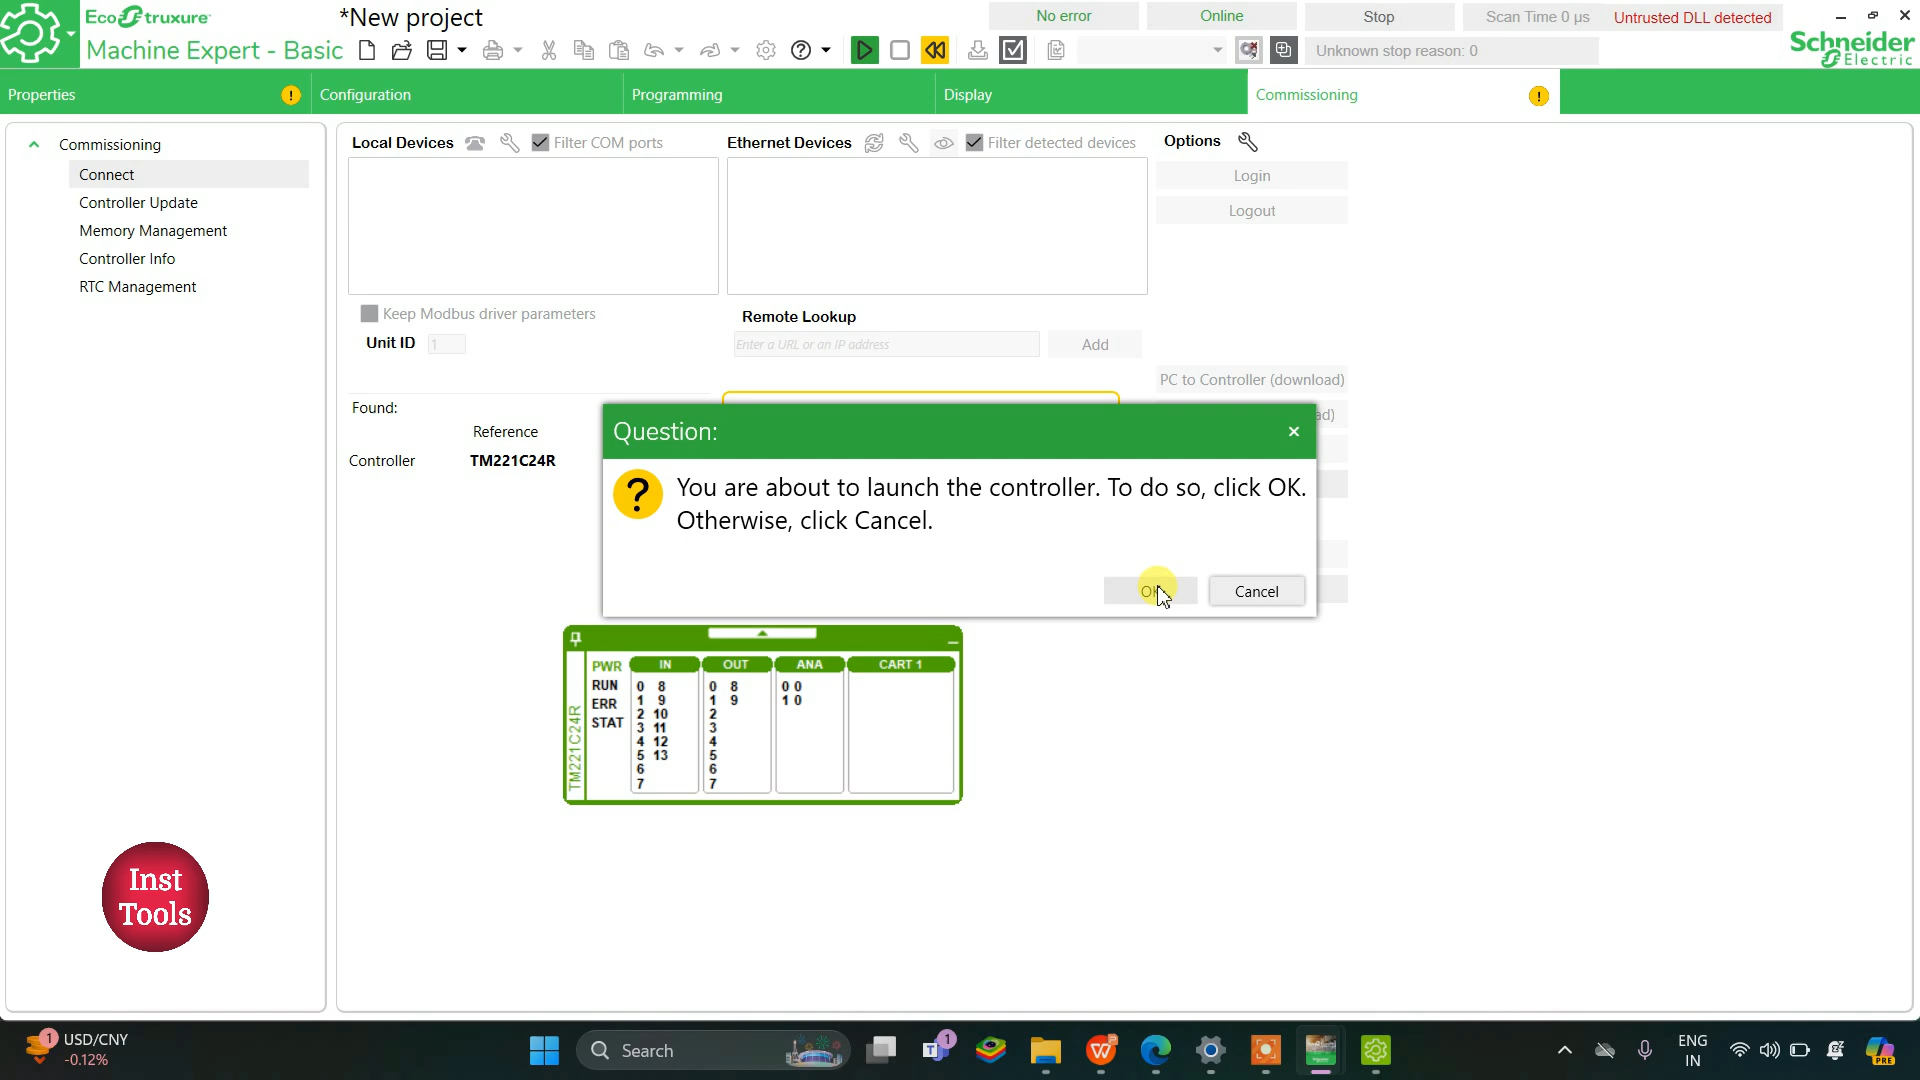 EcoStruxure
Machine Expert - Basic
*New project
No error
Online
Stop
Scan Time 0 µs
Untrusted DLL detected
Unknown stop reason: 0
Schneider
Electric
Properties
Configuration
Programming
Display
Commissioning
Commissioning
Connect
Controller Update
Memory Management
Controller Info
RTC Management
Local Devices
Filter COM ports
Ethernet Devices
Filter detected devices
Options
Login
Logout
Keep Modbus driver parameters
Unit ID 1
Remote Lookup
Enter a URL or an IP address
Add
PC to Controller (download)
ad)
Found:
Reference
Controller TM221C24R
Question:
You are about to launch the controller. To do so, click OK.
Otherwise, click Cancel.
OK
Cancel
TM221C24R
PWR
RUN
ERR
STAT
IN
0 8
1 9
2 10
3 11
4 12
5 13
6
7
OUT
0 8
1 9
2
3
4
5
6
7
ANA
0 0
1 0
CART 1
Inst
Tools
1
USD/CNY
-0.12%
Search
1
ENG
IN
PRE